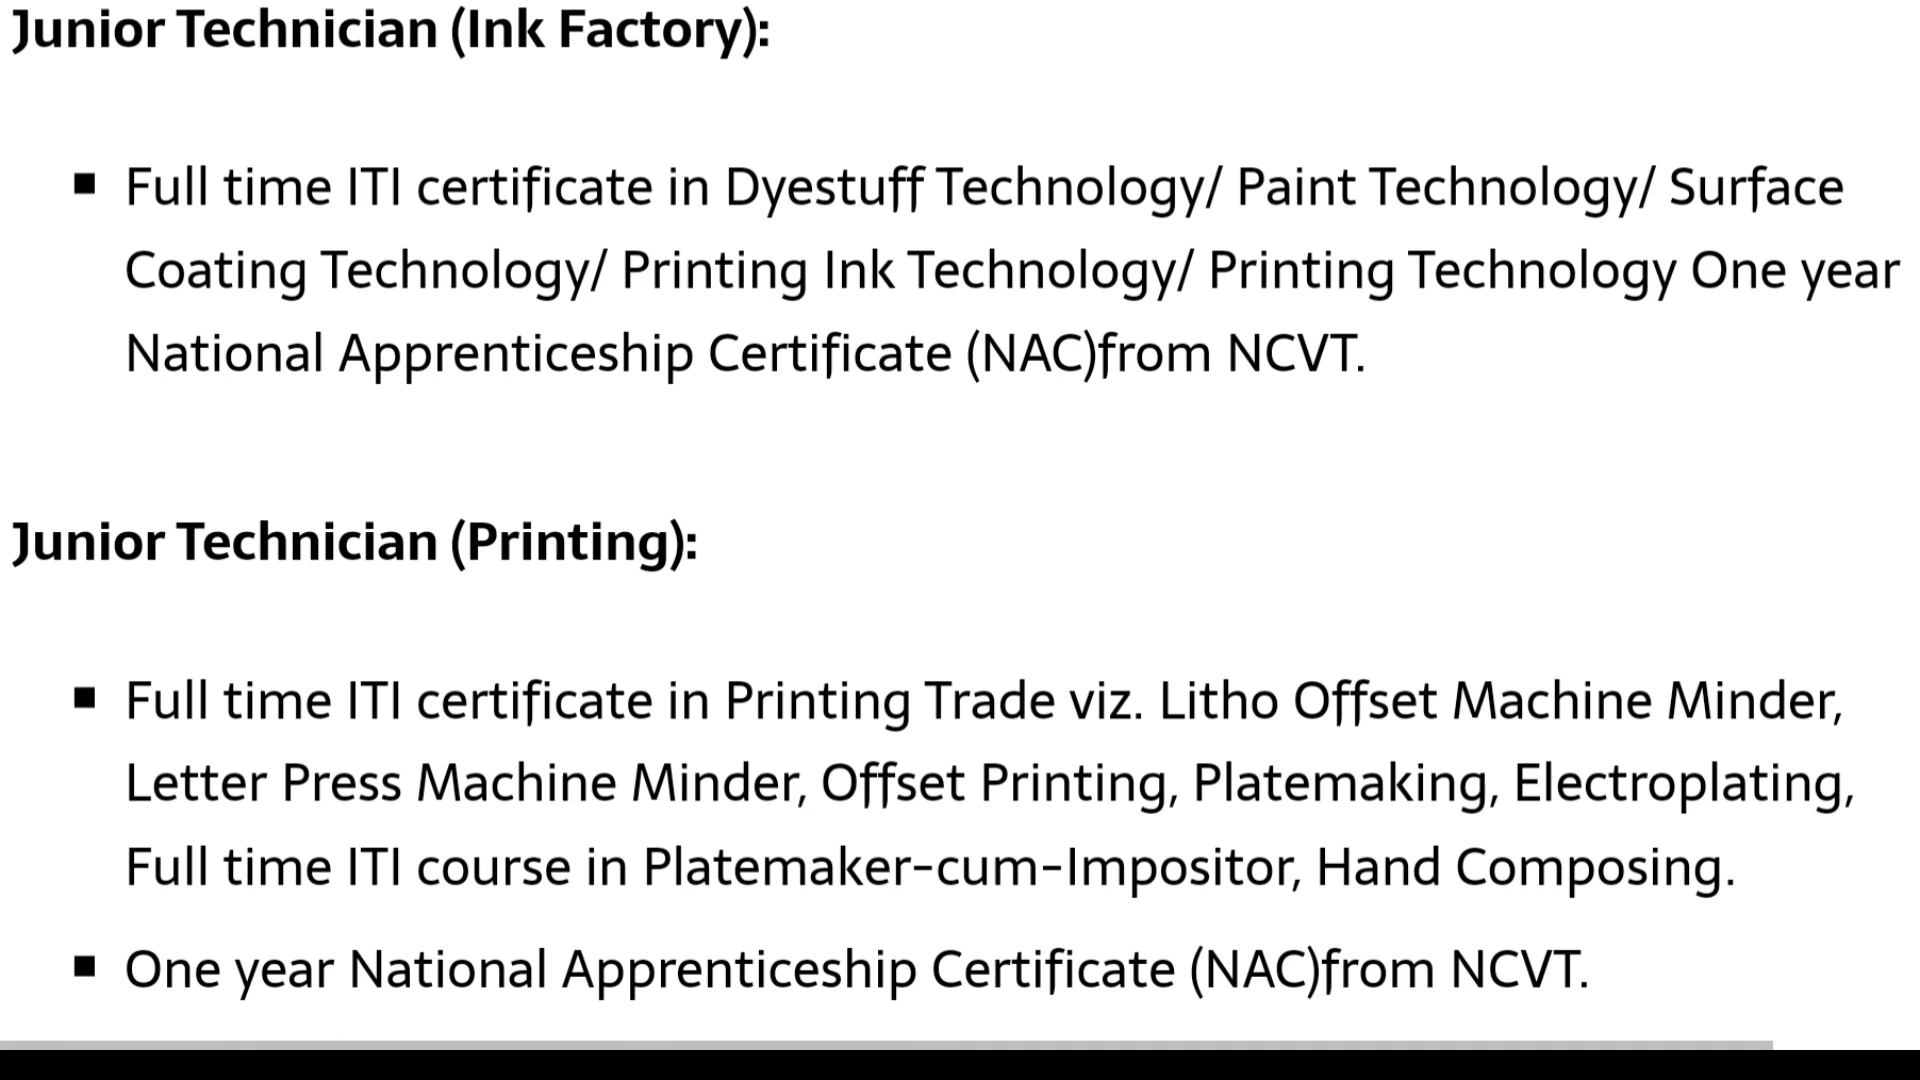 Junior Technician (Ink Factory):
▪ Full time ITI certificate in Dyestuff Technology/ Paint Technology/ Surface
Coating Technology/ Printing Ink Technology/ Printing Technology One year
National Apprenticeship Certificate (NAC)from NCVT.
Junior Technician (Printing):
▪ Full time ITI certificate in Printing Trade viz. Litho Offset Machine Minder,
Letter Press Machine Minder, Offset Printing, Platemaking, Electroplating,
Full time ITI course in Platemaker-cum-Impositor, Hand Composing.
▪ One year National Apprenticeship Certificate (NAC)from NCVT.